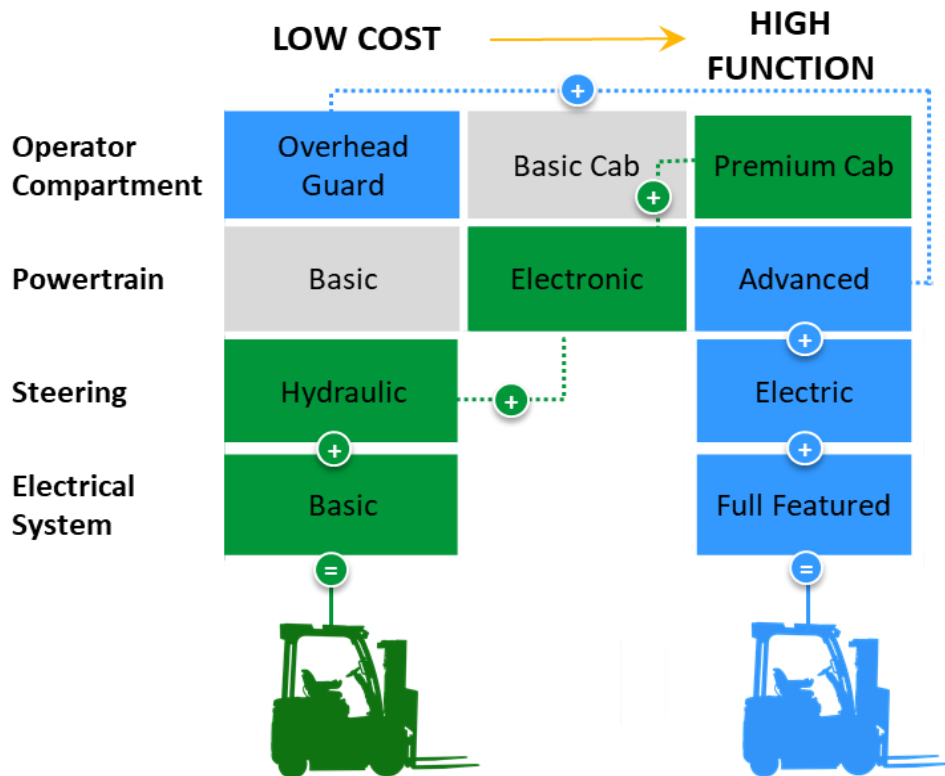 LOW COST
HIGH
FUNCTION
+
Operator
Compartment
Overhead
Guard
Basic Cab
Premium Cab
+
Powertrain
Basic
Electronic
Advanced
+
Steering
Hydraulic
+
Electric
+
+
Electrical
System
Basic
Full Featured
=
=